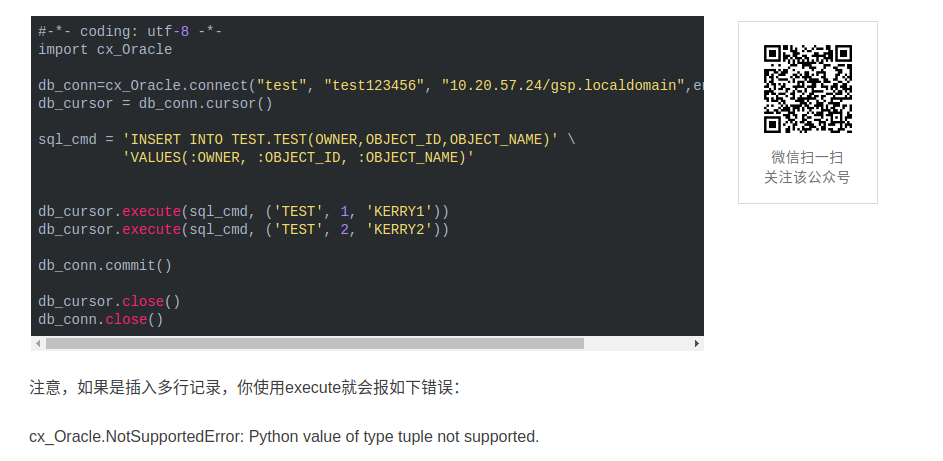 #-*- coding: utf-8 -*-
import cx_Oracle
db_conn=cx_Oracle.connect("test", "test123456", "10.20.57.24/gsp.localdomain",en
db_cursor = db_conn.cursor()
sql_cmd = 'INSERT INTO TEST.TEST(OWNER,OBJECT_ID,OBJECT_NAME)' \
'VALUES(:OWNER, :OBJECT_ID, :OBJECT_NAME)'
db_cursor.execute(sql_cmd, ('TEST', 1, 'KERRY1'))
db_cursor.execute(sql_cmd, ('TEST', 2, 'KERRY2'))
db_conn.commit()
db_cursor.close()
db_conn.close()
微信扫一扫
关注该公众号
注意，如果是插入多行记录，你使用execute就会报如下错误：
cx_Oracle.NotSupportedError: Python value of type tuple not supported.